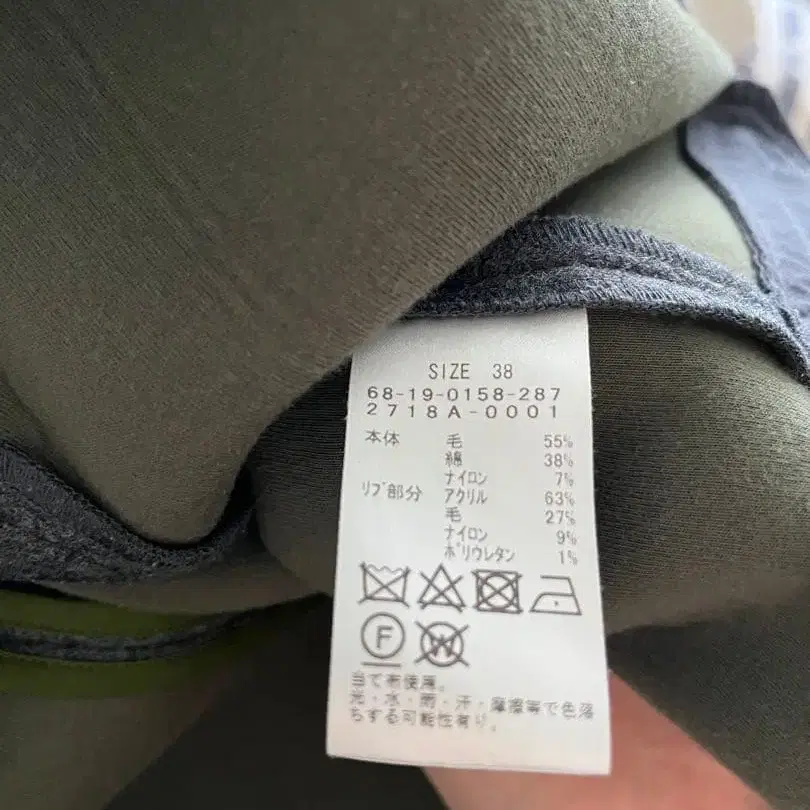 SIZE 38
68-19-0158-287
2718A-0001
本体 毛 55%
綿 38%
ナイロン 7%
リブ部分 アクリル 63%
毛 27%
ナイロン 9%
ポリウレタン 1%
F W
当て布使用。
光・水・雨・汗・摩擦等で色落
ちする可能性有り。